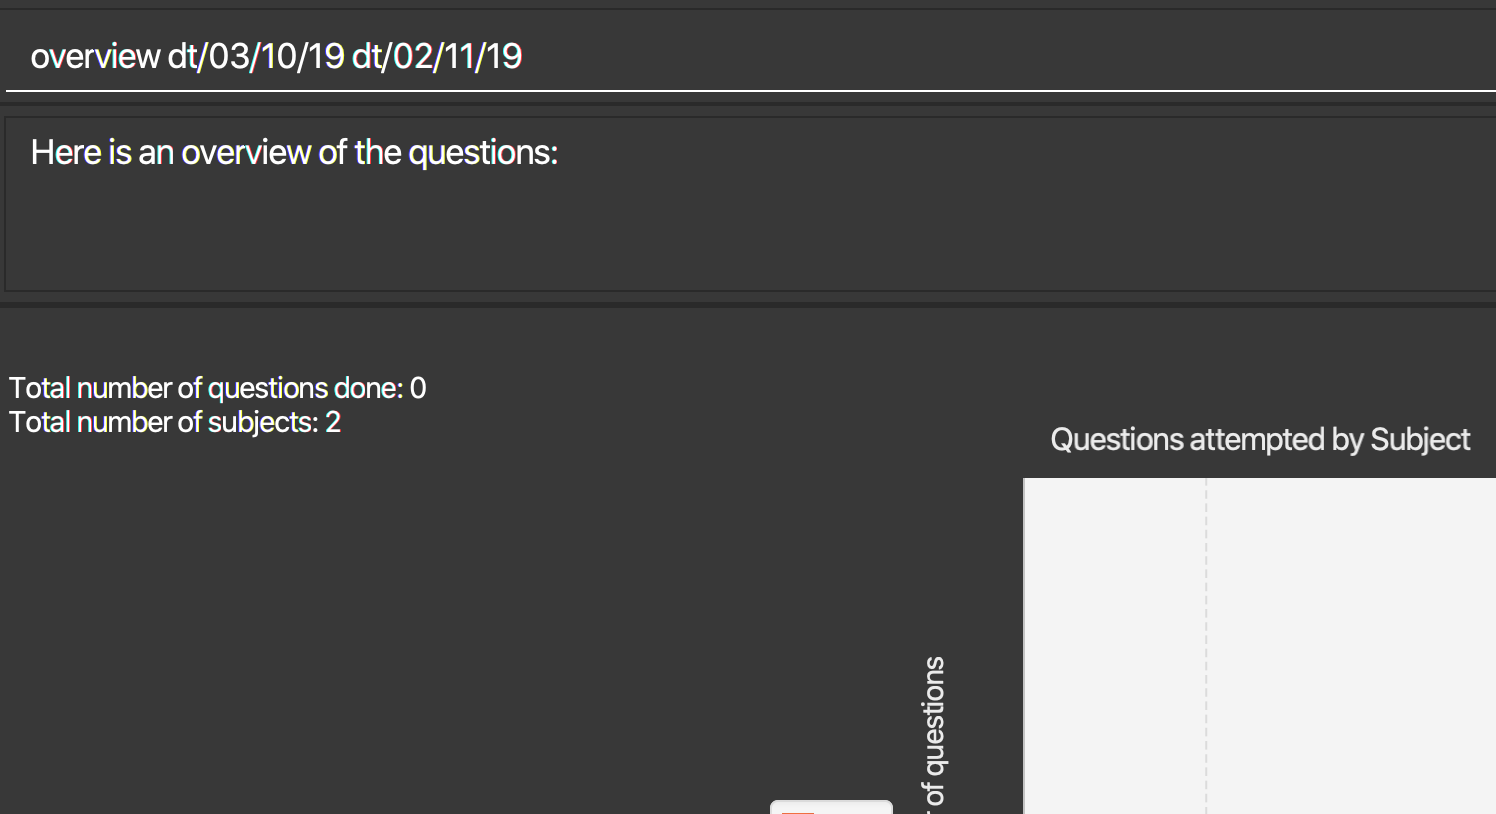 overview dt/03/10/19 dt/02/11/19
Here is an overview of the questions:
Total number of questions done: 0
Total number of subjects: 2
Questions attempted by Subject
of questions